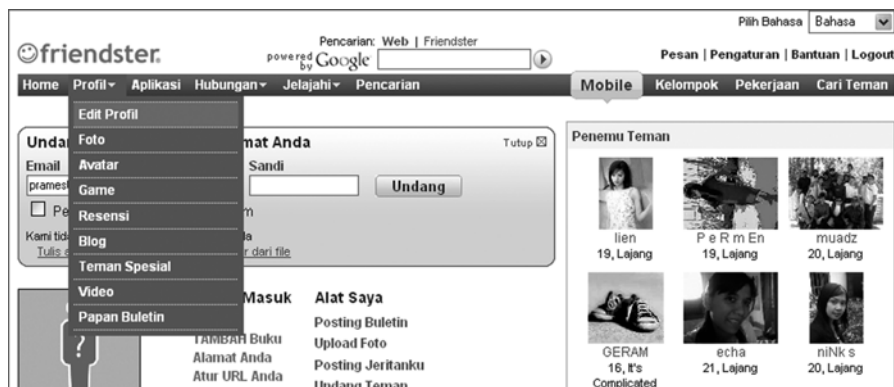 Pilih Bahasa Bahasa
friendster.
Pencarian: Web | Friendster
powered by Google
Pesan | Pengaturan | Bantuan | Logout
Home Profil Aplikasi Hubungan Jelajahi Pencarian Mobile Kelompok Pekerjaan Cari Teman
Edit Profil
Foto
Avatar
Game
Resensi
Blog
Teman Spesial
Video
Papan Buletin
mat Anda
Tutup
Email
Sandi
Undang
Kami
dari file
Masuk
TAMBAH Buku
Alamat Anda
Atur URL Anda
Alat Saya
Posting Buletin
Upload Foto
Posting Jeritanku
Undang Teman
Penemu Teman
lien
19, Lajang
P e R m En
19, Lajang
muadz
20, Lajang
GERAM
16, It's
Complicated
echa
21, Lajang
niNk s
20, Lajang